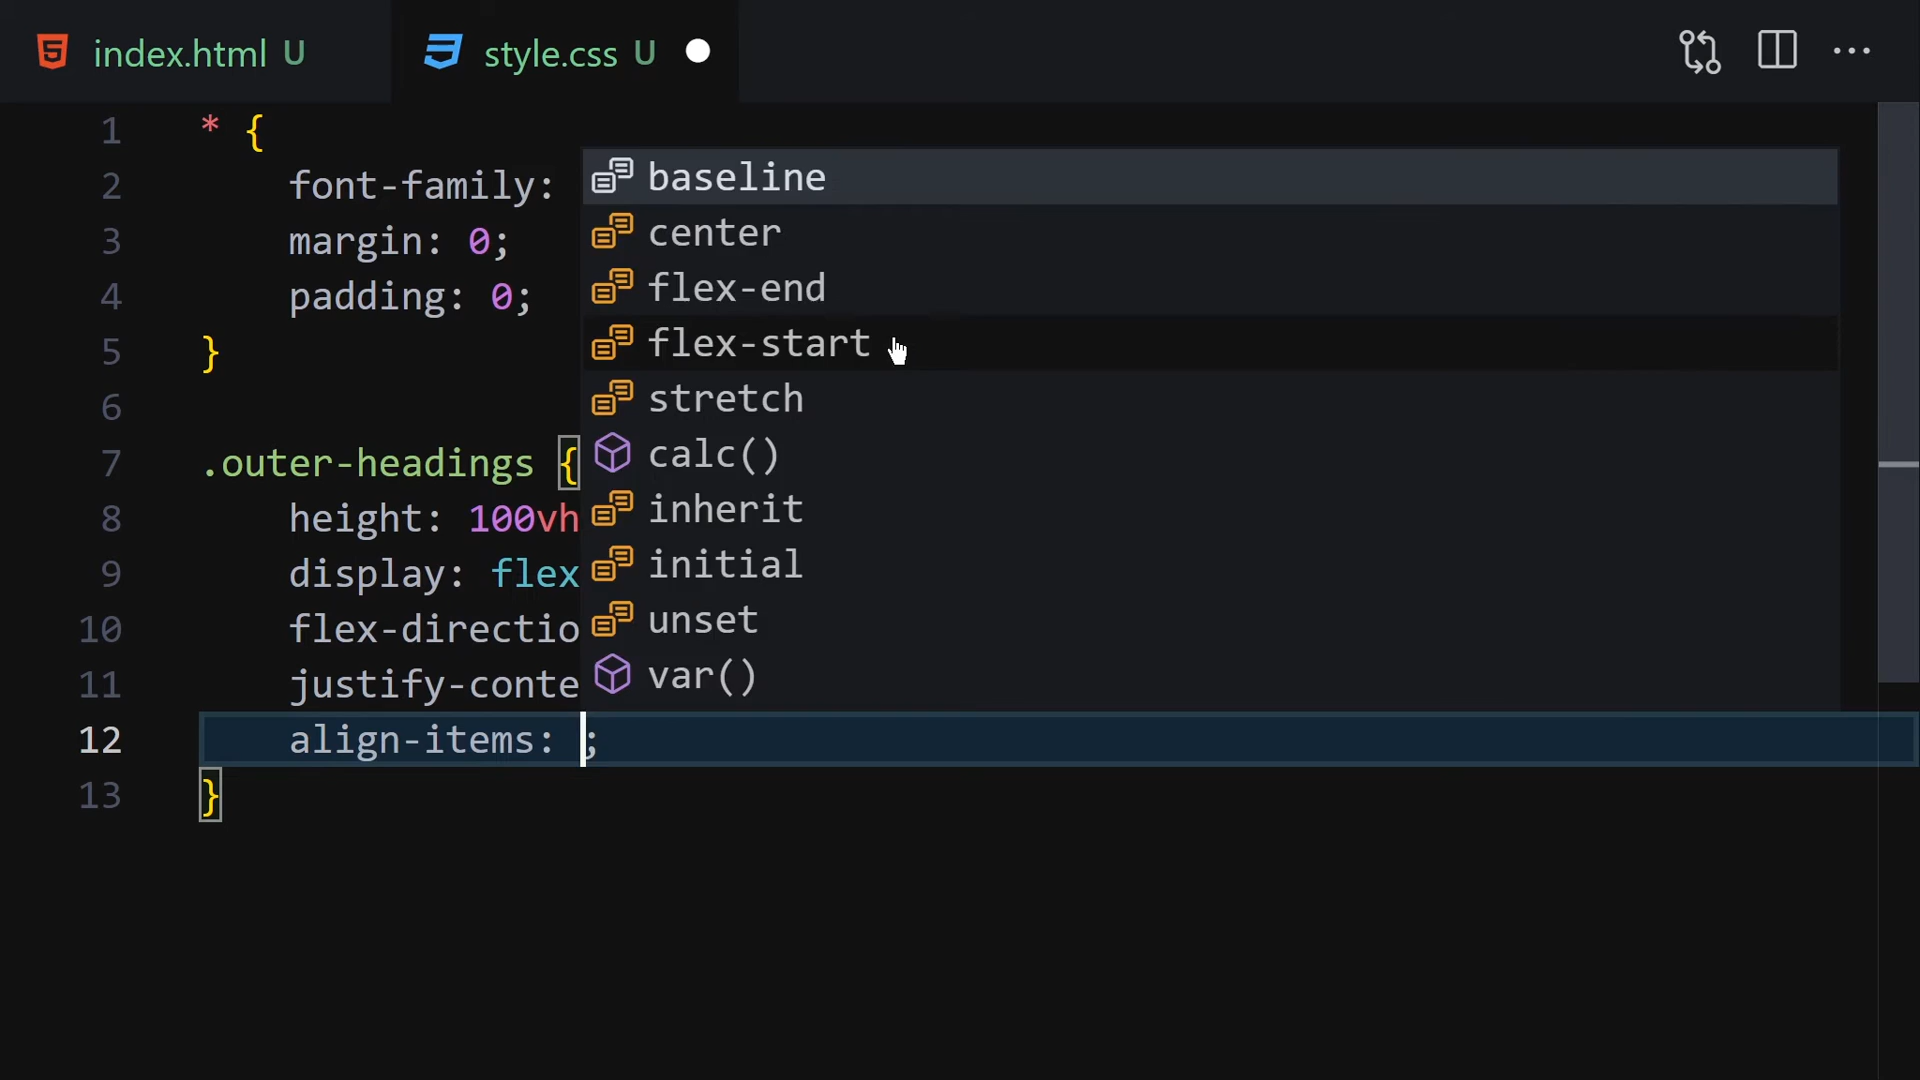 index.html U
style.css U
1 * {
2 font-family:
3 margin: 0;
4 padding: 0;
5 }
6
7 .outer-headings {
8 height: 100vh
9 display: flex
10 flex-directio
11 justify-conte
12 align-items: ;
13 }
baseline
center
flex-end
flex-start
stretch
calc()
inherit
initial
unset
var()